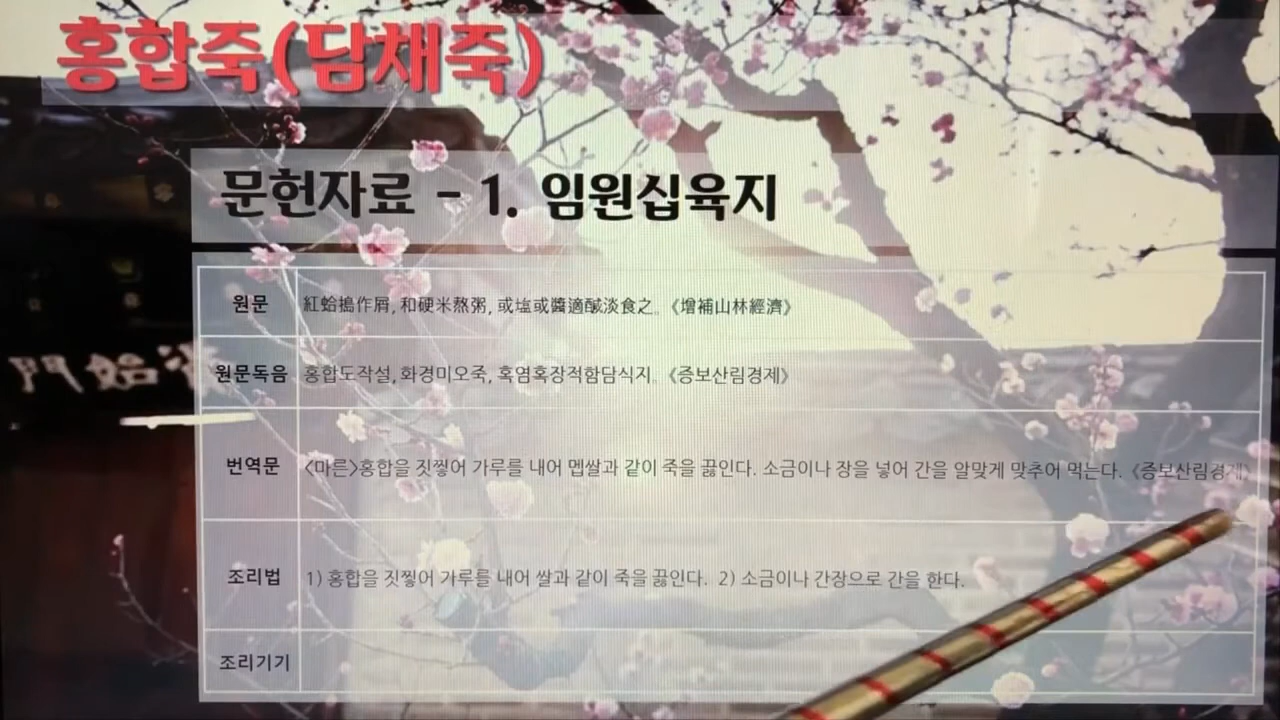 홍합죽(담채죽)
문헌자료 - 1. 임원십육지
원문 紅蛤搗作屑, 和硬米熬粥, 或塩或醬適醎淡食之. 《增補山林經濟》
원문독음 홍합도작설, 화경미오죽, 혹염혹장적함담식지. 《증보산림경제》
번역문 <마른>홍합을 짓찧어 가루를 내어 멥쌀과 같이 죽을 끓인다. 소금이나 장을 넣어 간을 알맞게 맞추어 먹는다. 《증보산림경제》
조리법 1) 홍합을 짓찧어 가루를 내어 쌀과 같이 죽을 끓인다. 2) 소금이나 간장으로 간을 한다.
조리기기
門始